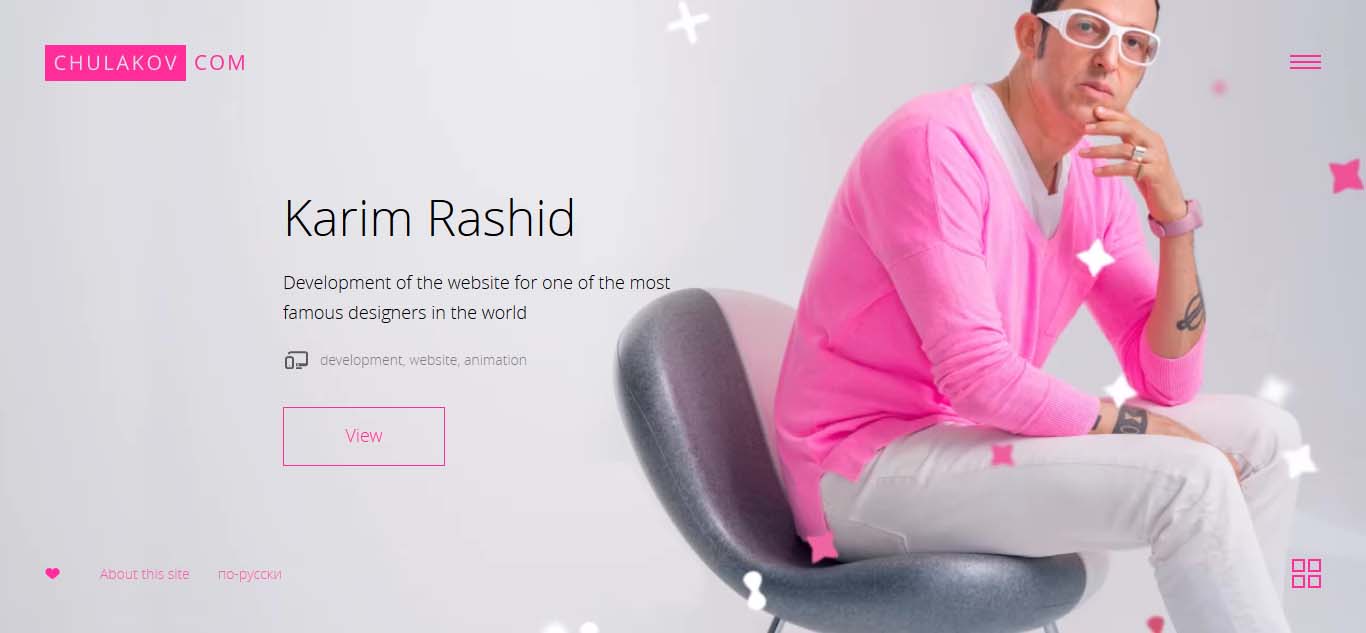 CHULAKOV COM
Karim Rashid
Development of the website for one of the most
famous designers in the world
development, website, animation
View
About this site по-русски